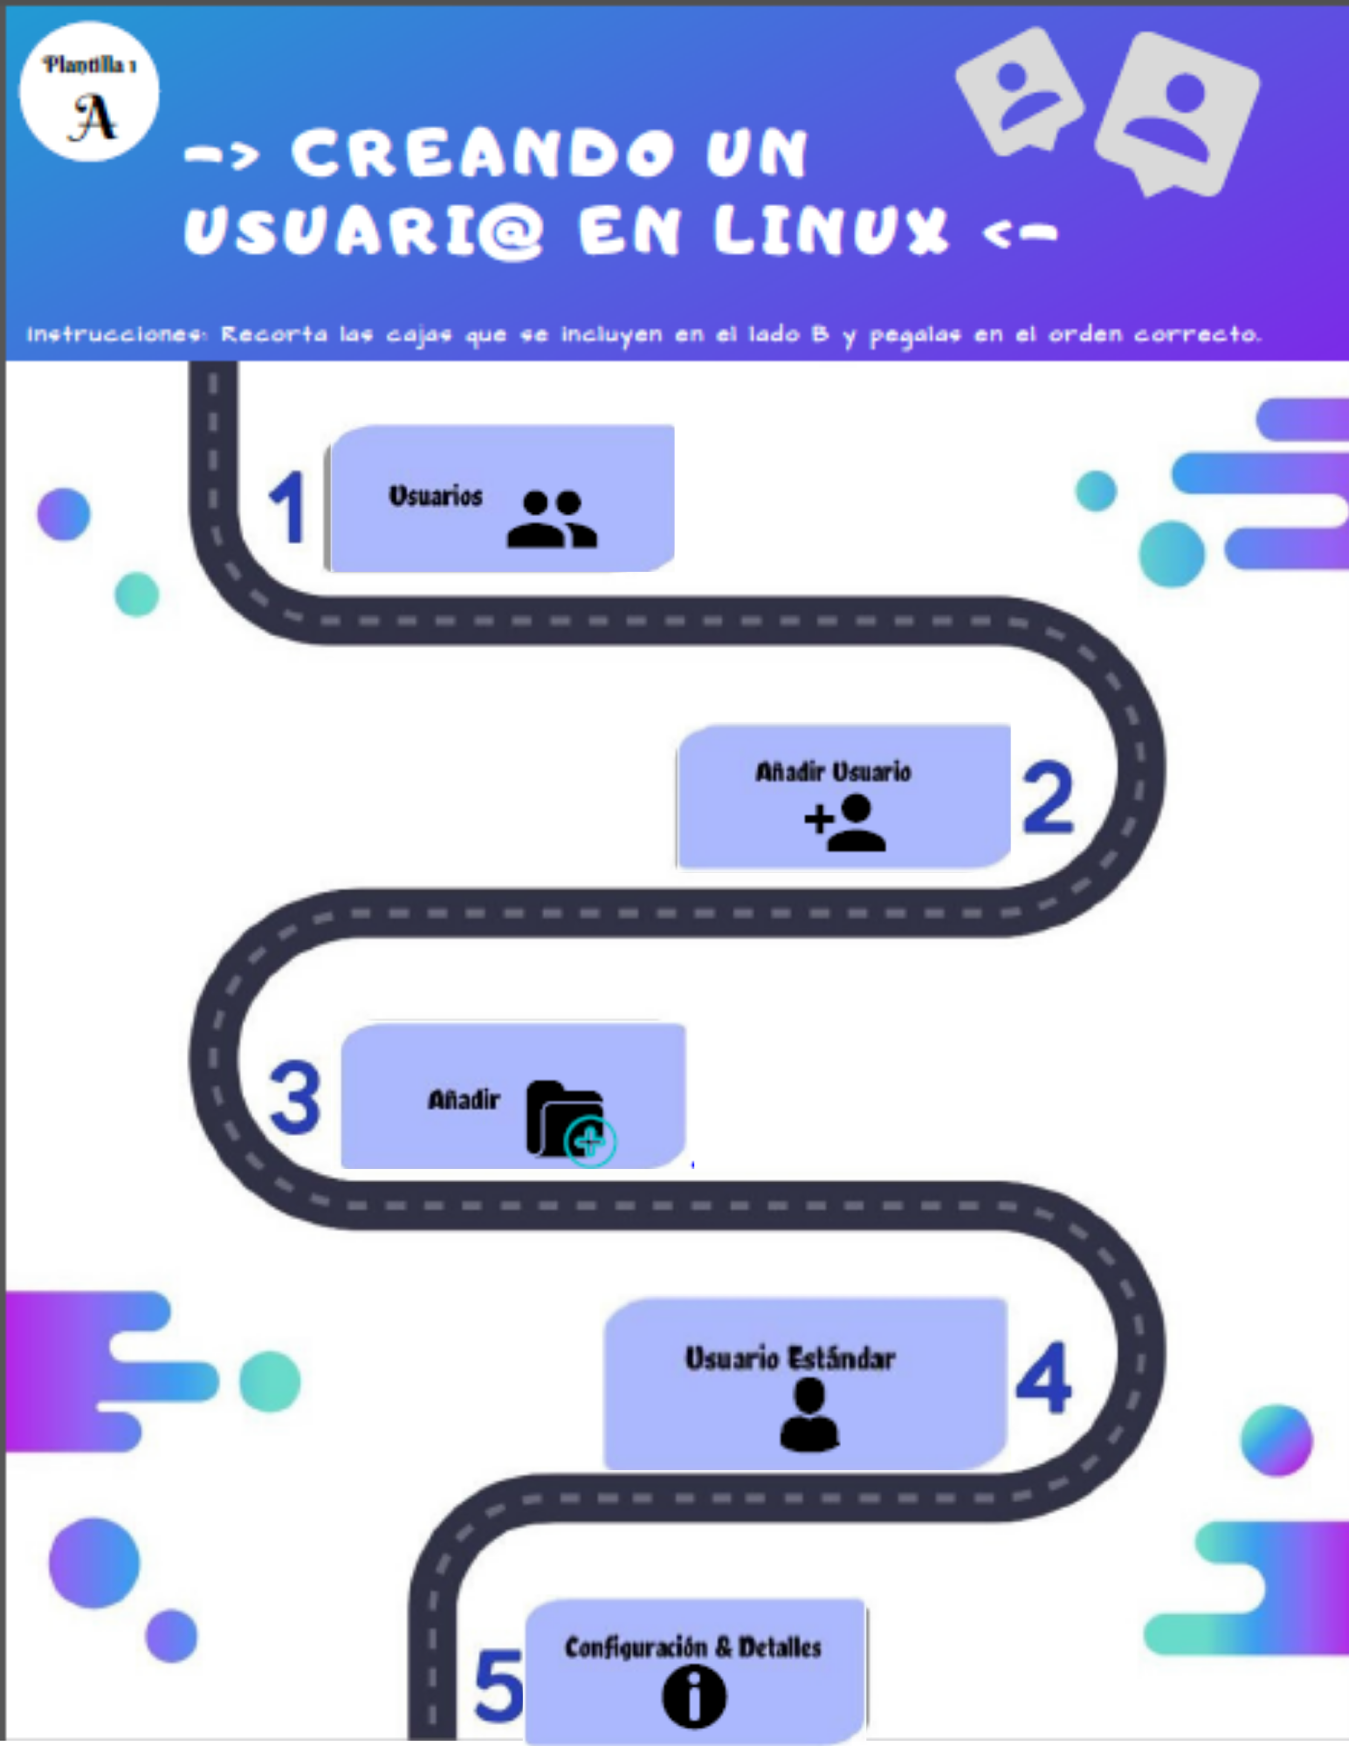 Plantilla 1
A
-> CREANDO UN
USUARI@ EN LINUX <-
Instrucciones: Recorta las cajas que se incluyen en el lado B y pegalas en el orden correcto.
1
Usuarios
Añadir Usuario
2
3
Añadir
Usuario Estándar
4
Configuración & Detalles
5